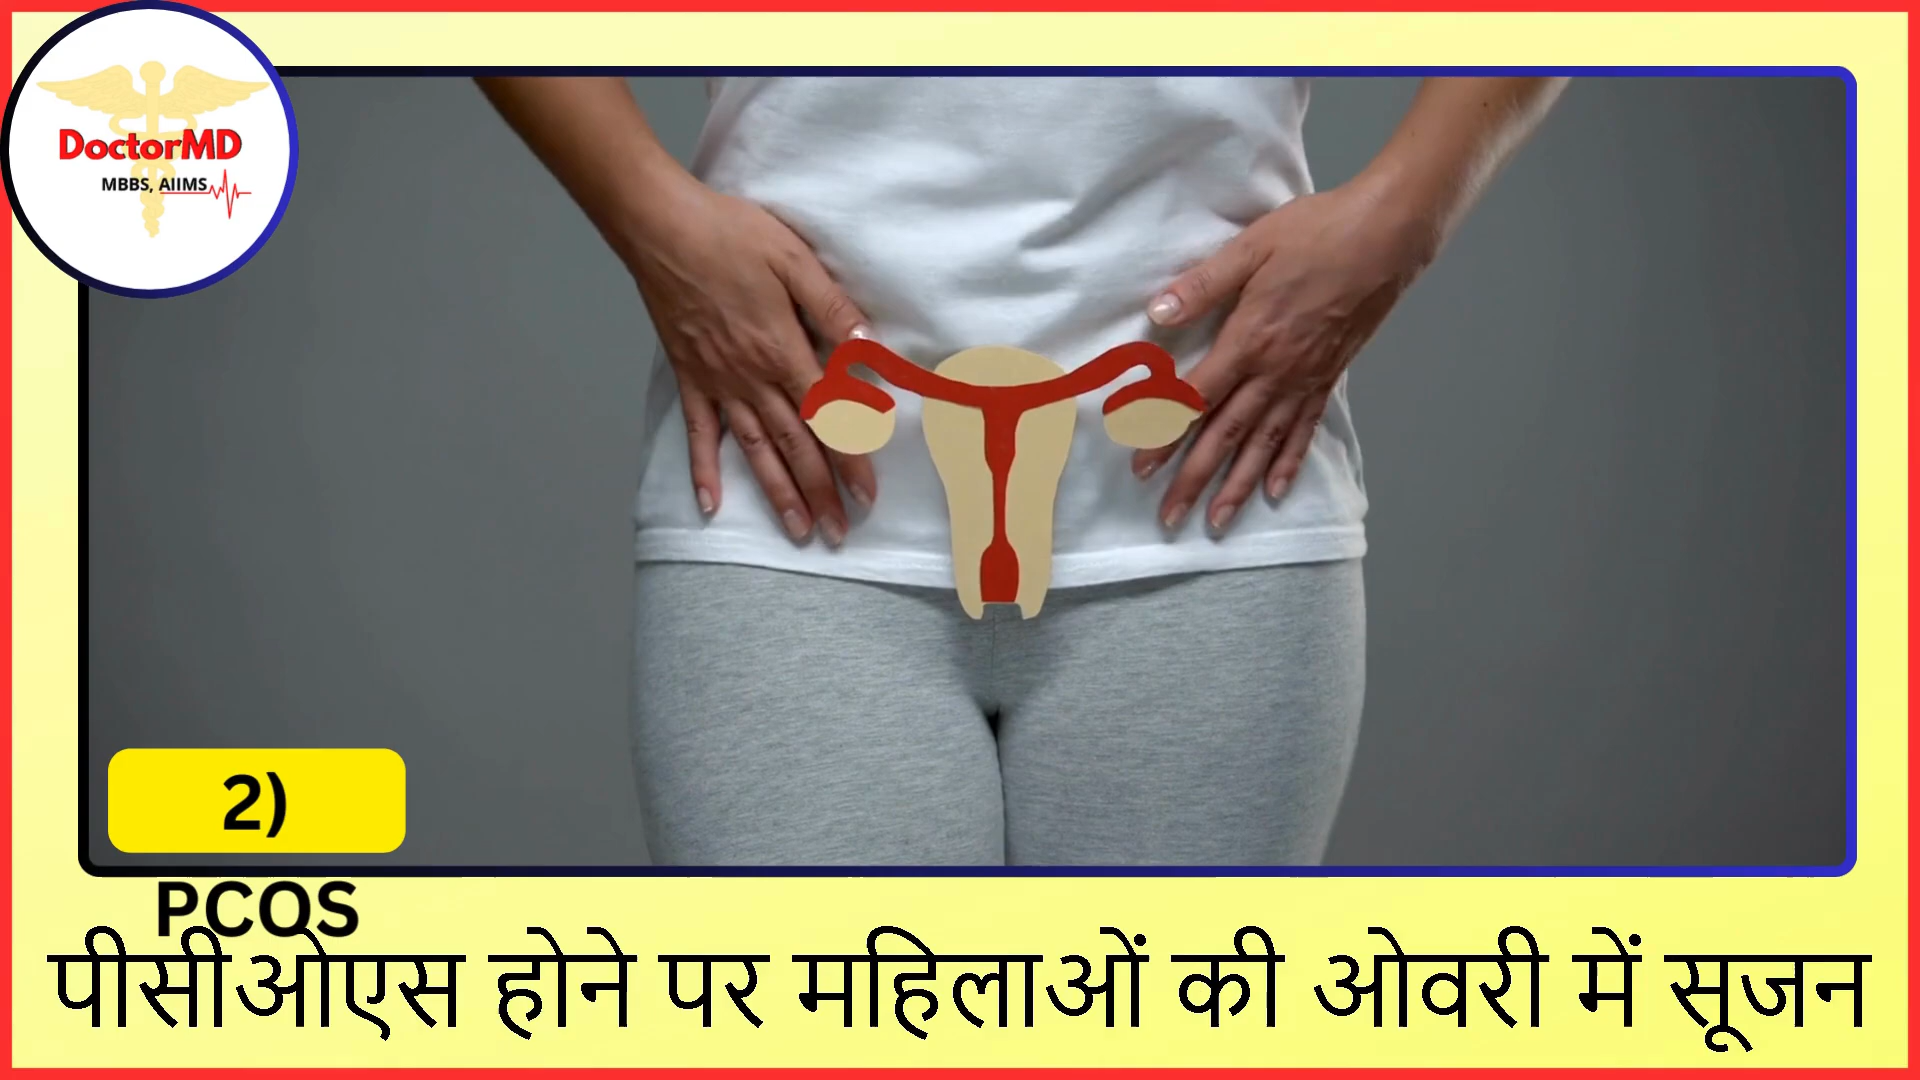 DoctorMD
MBBS, AIIMS
2)
PCOS
पीसीओएस होने पर महिलाओं की ओवरी में सूजन